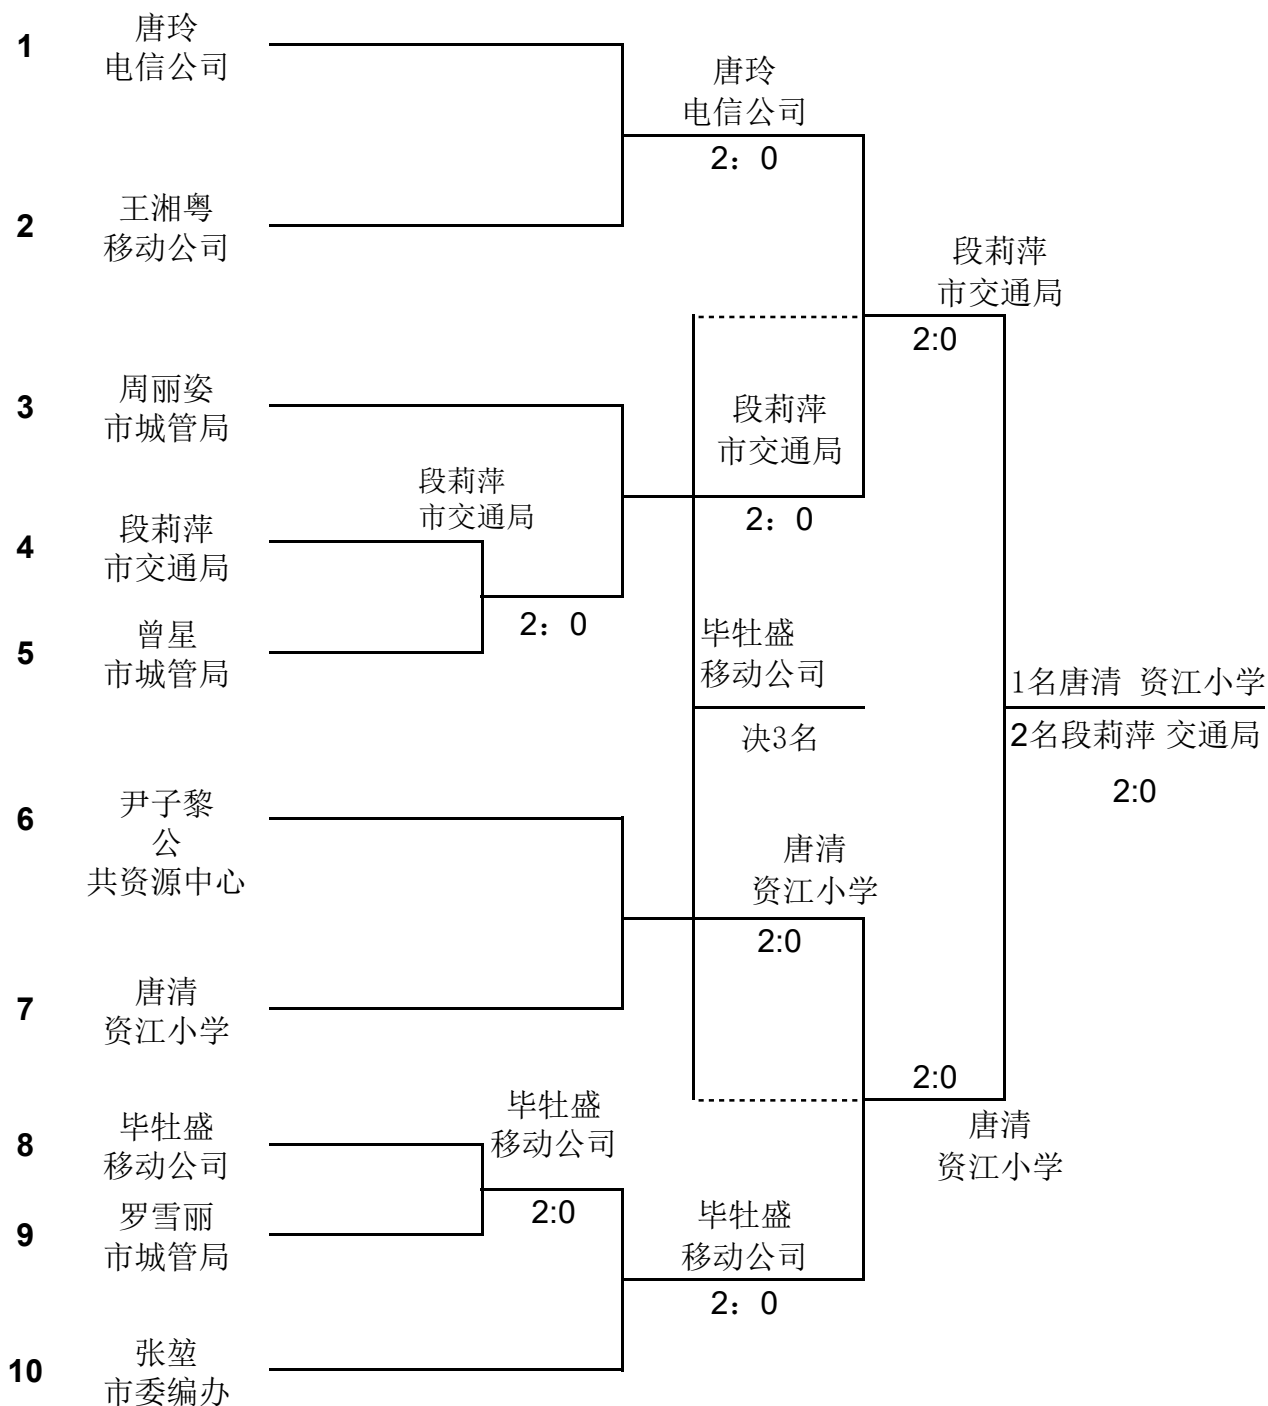 1
唐玲
电信公司
唐玲
电信公司
2：0
2
王湘粤
移动公司
段莉萍
市交通局
2:0
3
周丽姿
市城管局
段莉萍
市交通局
2：0
段莉萍
市交通局
4
段莉萍
市交通局
2：0
5
曾星
市城管局
毕牡盛
移动公司
决3名
1名唐清 资江小学
2名段莉萍 交通局
2:0
6
尹子黎
公
共资源中心
唐清
资江小学
2:0
7
唐清
资江小学
2:0
唐清
资江小学
8
毕牡盛
移动公司
毕牡盛
移动公司
2:0
9
罗雪丽
市城管局
毕牡盛
移动公司
2：0
10
张堃
市委编办